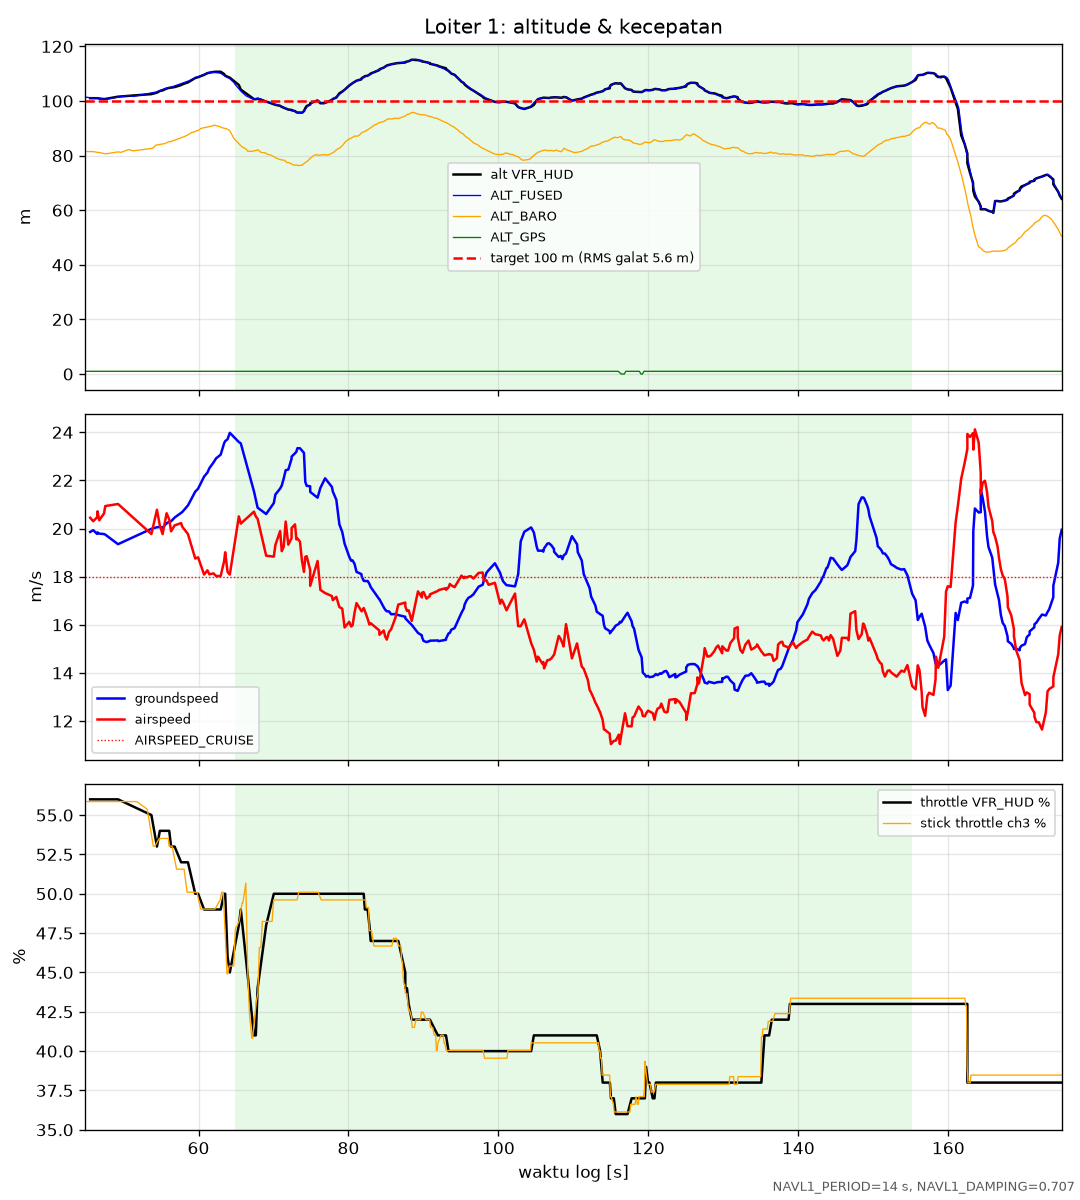 Loiter 1: altitude & kecepatan
120
100
80
60
40
20
0
m
alt VFR_HUD
ALT_FUSED
ALT_BARO
ALT_GPS
target 100 m (RMS galat 5.6 m)
24
22
20
18
16
14
12
m/s
groundspeed
airspeed
AIRSPEED_CRUISE
55.0
52.5
50.0
47.5
45.0
42.5
40.0
37.5
35.0
%
throttle VFR_HUD %
stick throttle ch3 %
60 80 100 120 140 160
waktu log [s]
NAVL1_PERIOD=14 s, NAVL1_DAMPING=0.707